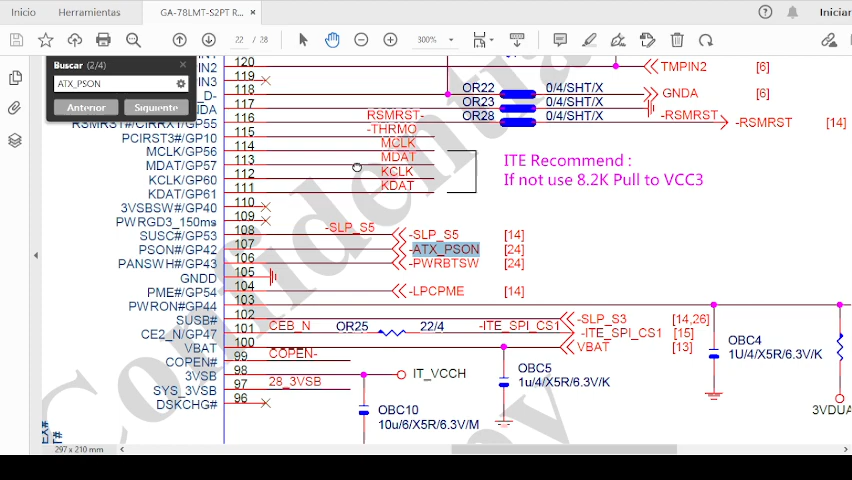 Inicio
Herramientas
GA-78LMT-S2PT R...
×
Iniciar
22 / 28
300%
Buscar (2/4)
ATX_PSON
Anterior
Siguiente
120
PIN2
TMPIN2
[6]
119
PIN3
118
_D-
OR22
0/4/SHT/X
GNDA
[6]
117
NDA
OR23
0/4/SHT/X
116
RSMRST#/CIRRX1/GP55
RSMRST-
OR28
0/4/SHT/X
-RSMRST
[14]
115
PCIRST3#/GP10
-THRMO
114
MCLK/GP56
MCLK
113
MDAT/GP57
MDAT
112
KCLK/GP60
KCLK
111
KDAT/GP61
KDAT
ITE Recommend :
If not use 8.2K Pull to VCC3
110
3VSBSW#/GP40
109
PWRGD3_150ms
108
SUSC#/GP53
-SLP_S5
-SLP_S5
[14]
107
PSON#/GP42
-ATX_PSON
[24]
106
PANSWH#/GP43
-PWRBTSW
[24]
105
GNDD
104
PME#/GP54
-LPCPME
[14]
103
PWRON#/GP44
102
SUSB#
-SLP_S3
[14,26]
101
CE2_N/GP47
CEB_N
OR25
22/4
-ITE_SPI_CS1
-ITE_SPI_CS1
[15]
100
VBAT
VBAT
[13]
99
COPEN#
COPEN-
98
3VSB
IT_VCCH
97
SYS_3VSB
28_3VSB
96
DSKCHG#
OBC4
1U/4/X5R/6.3V/K
OBC5
1u/4/X5R/6.3V/K
OBC10
10u/6/X5R/6.3V/M
3VDUA
Confidential
297 x 210 mm